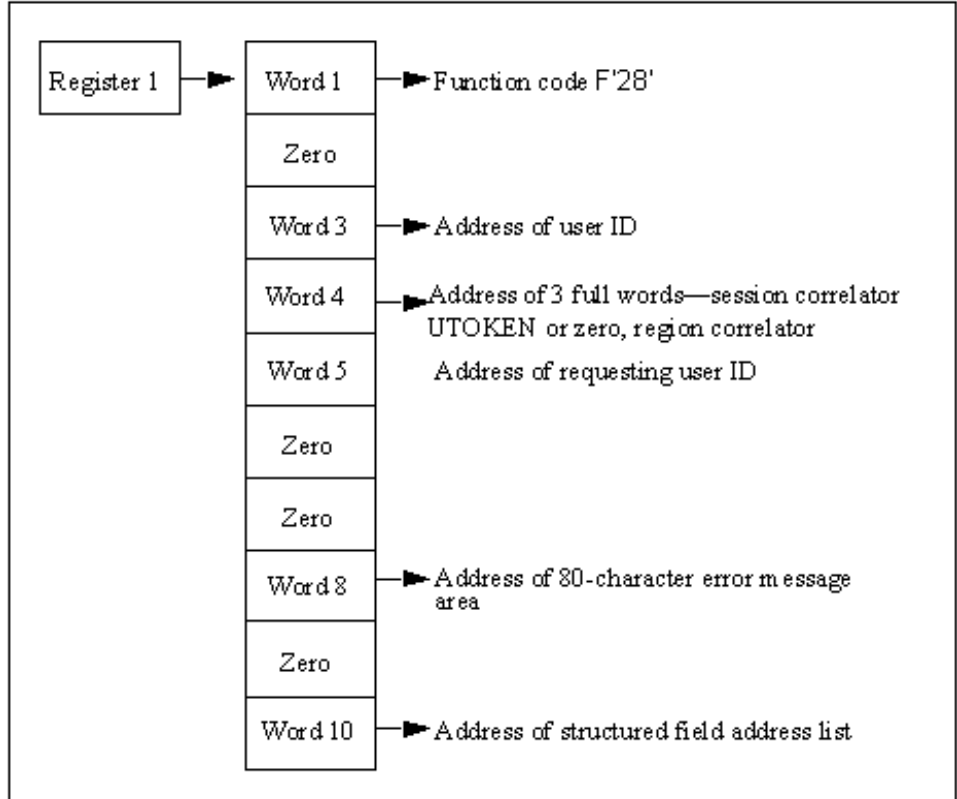 Register 1
Word 1
Function code F'28'
Zero
Word 3
Address of user ID
Word 4
Address of 3 full words—session correlator
UTOKEN or zero, region correlator
Word 5
Address of requesting user ID
Zero
Zero
Word 8
Address of 80-character error message
area
Zero
Word 10
Address of structured field address list